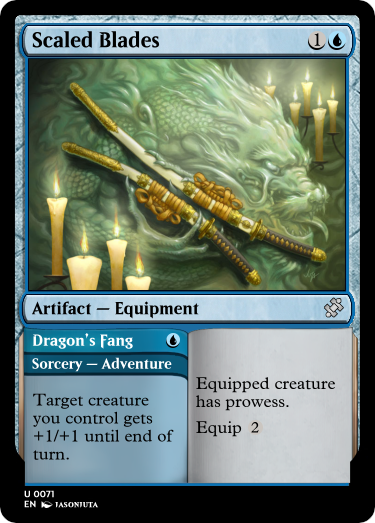 Scaled Blades 1
Artifact — Equipment
Dragon's Fang
Sorcery — Adventure
Target creature
you control gets
+1/+1 until end of
turn.
Equipped creature
has prowess.
Equip 2
U 0071
EN JASONJUTA